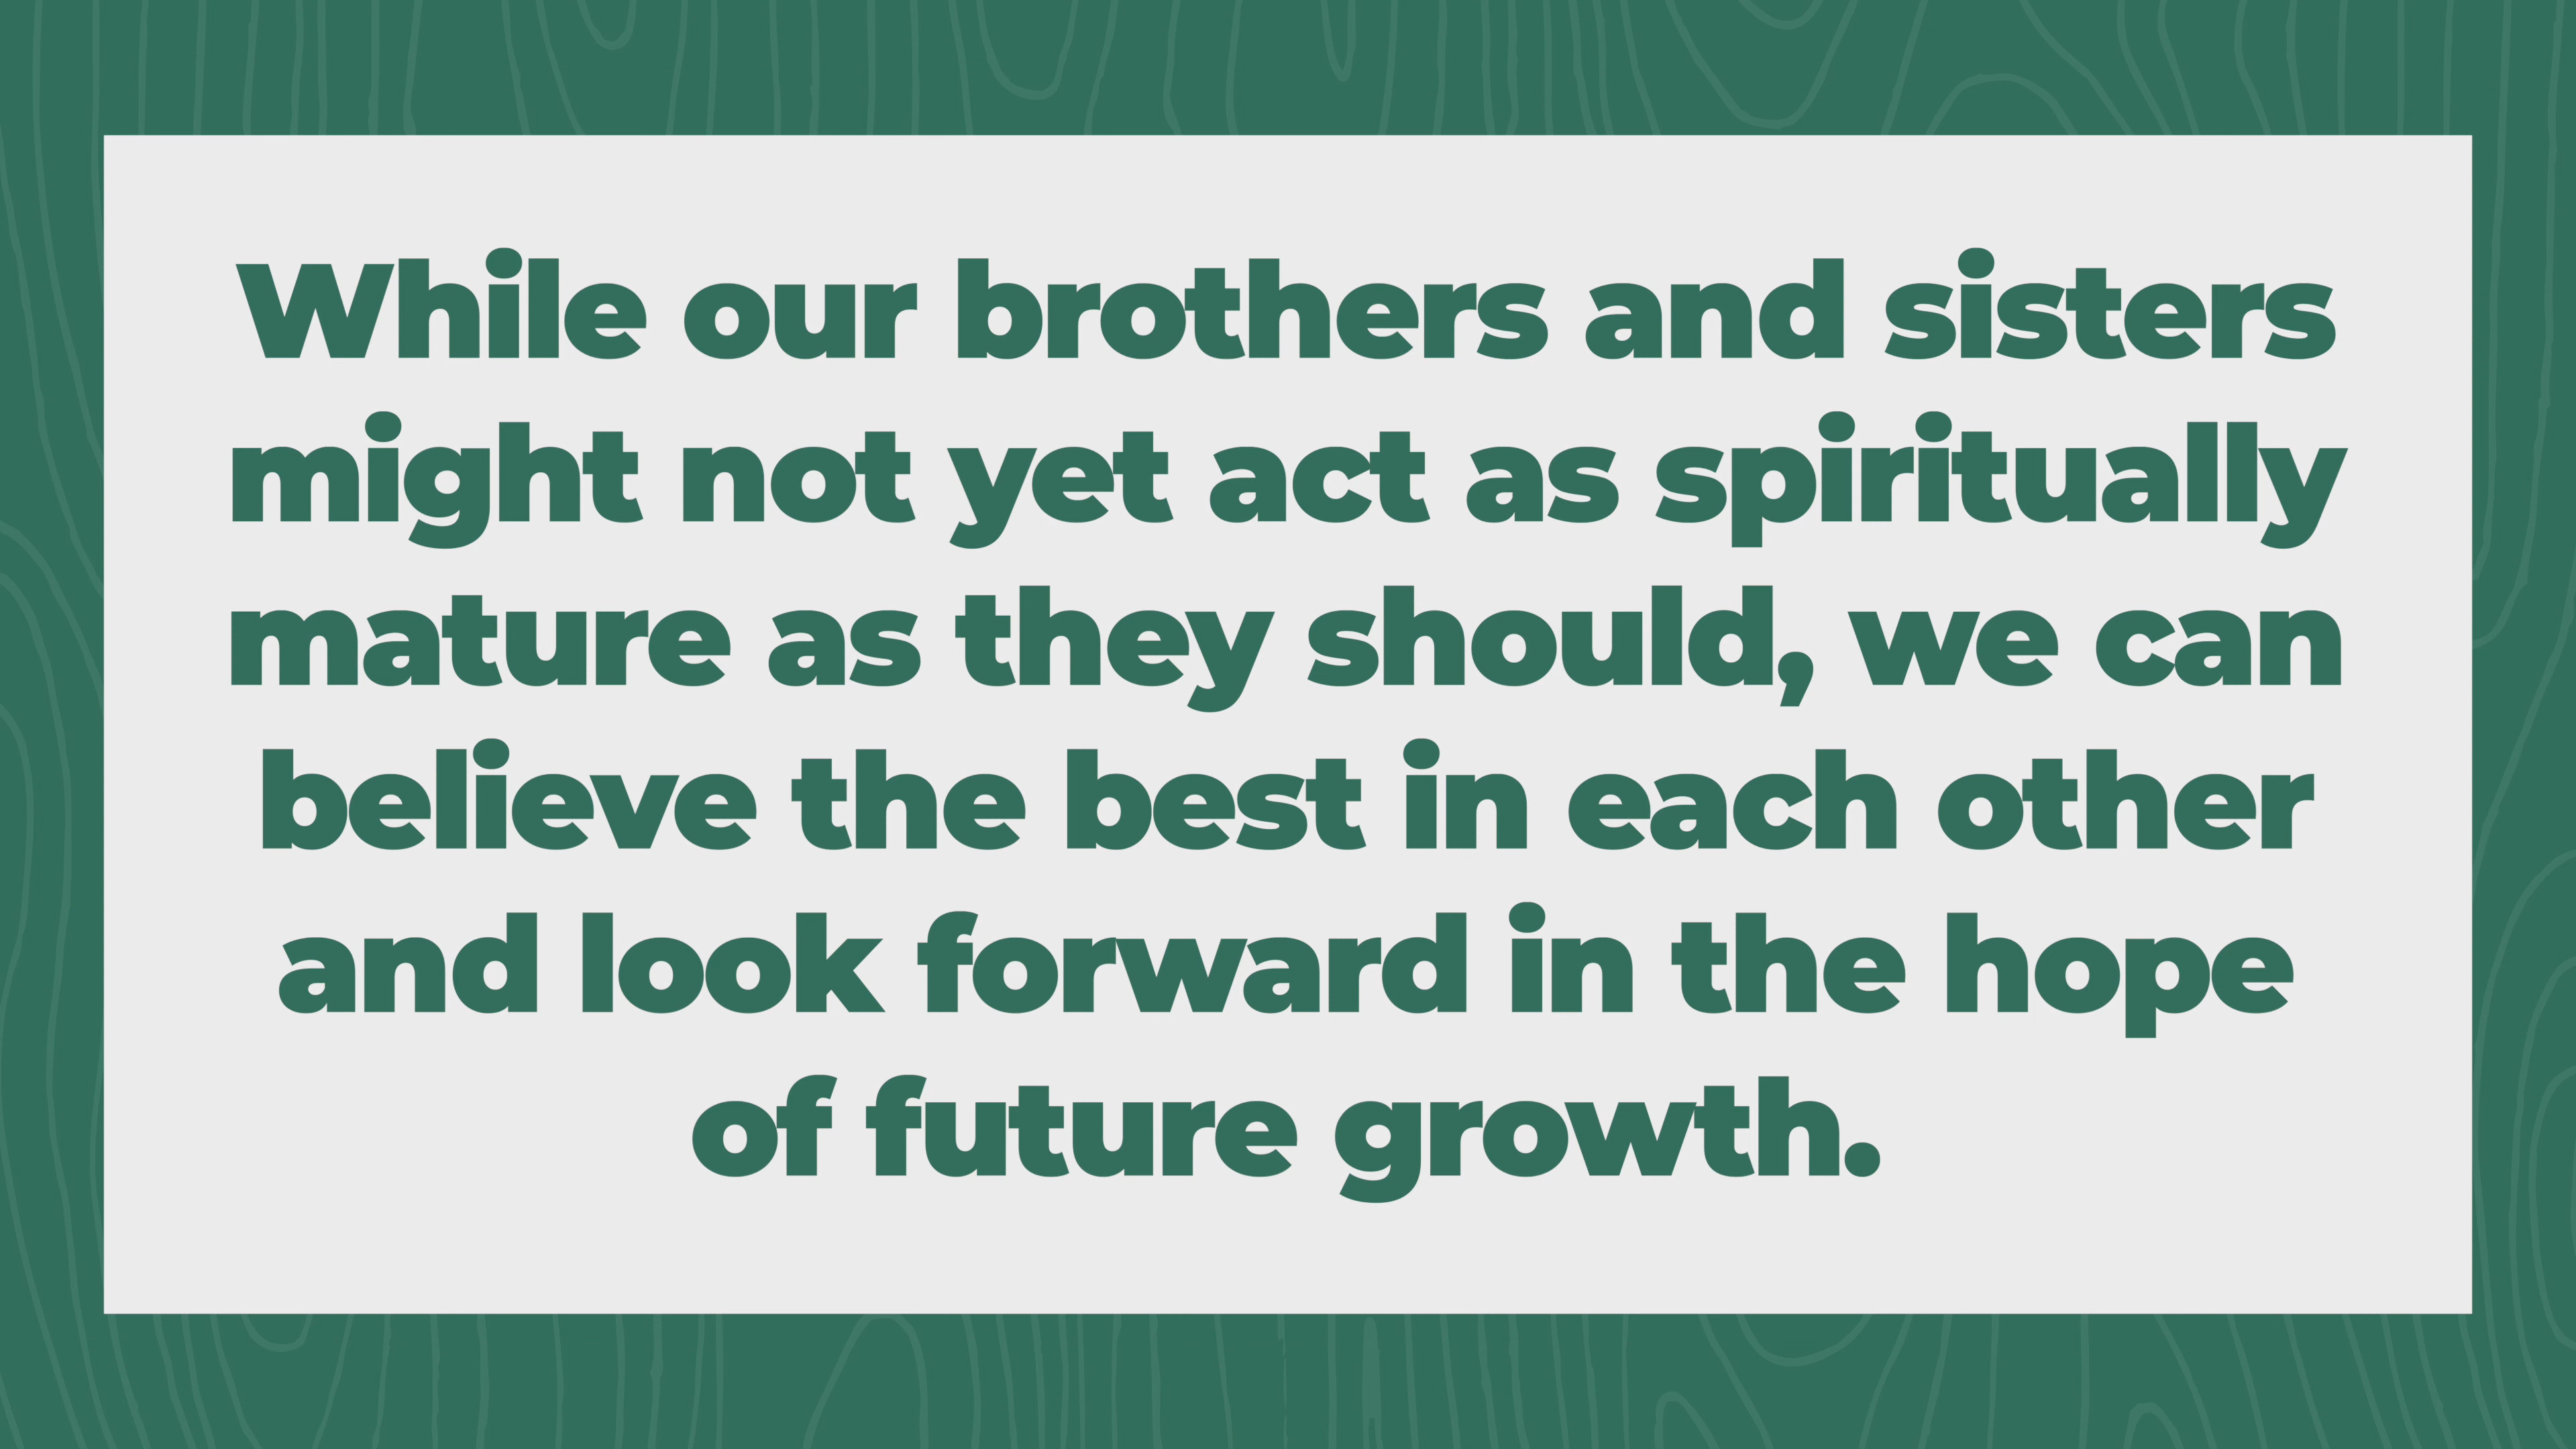 While our brothers and sisters
might not yet act as spiritually
mature as they should, we can
believe the best in each other
and look forward in the hope
of future growth.